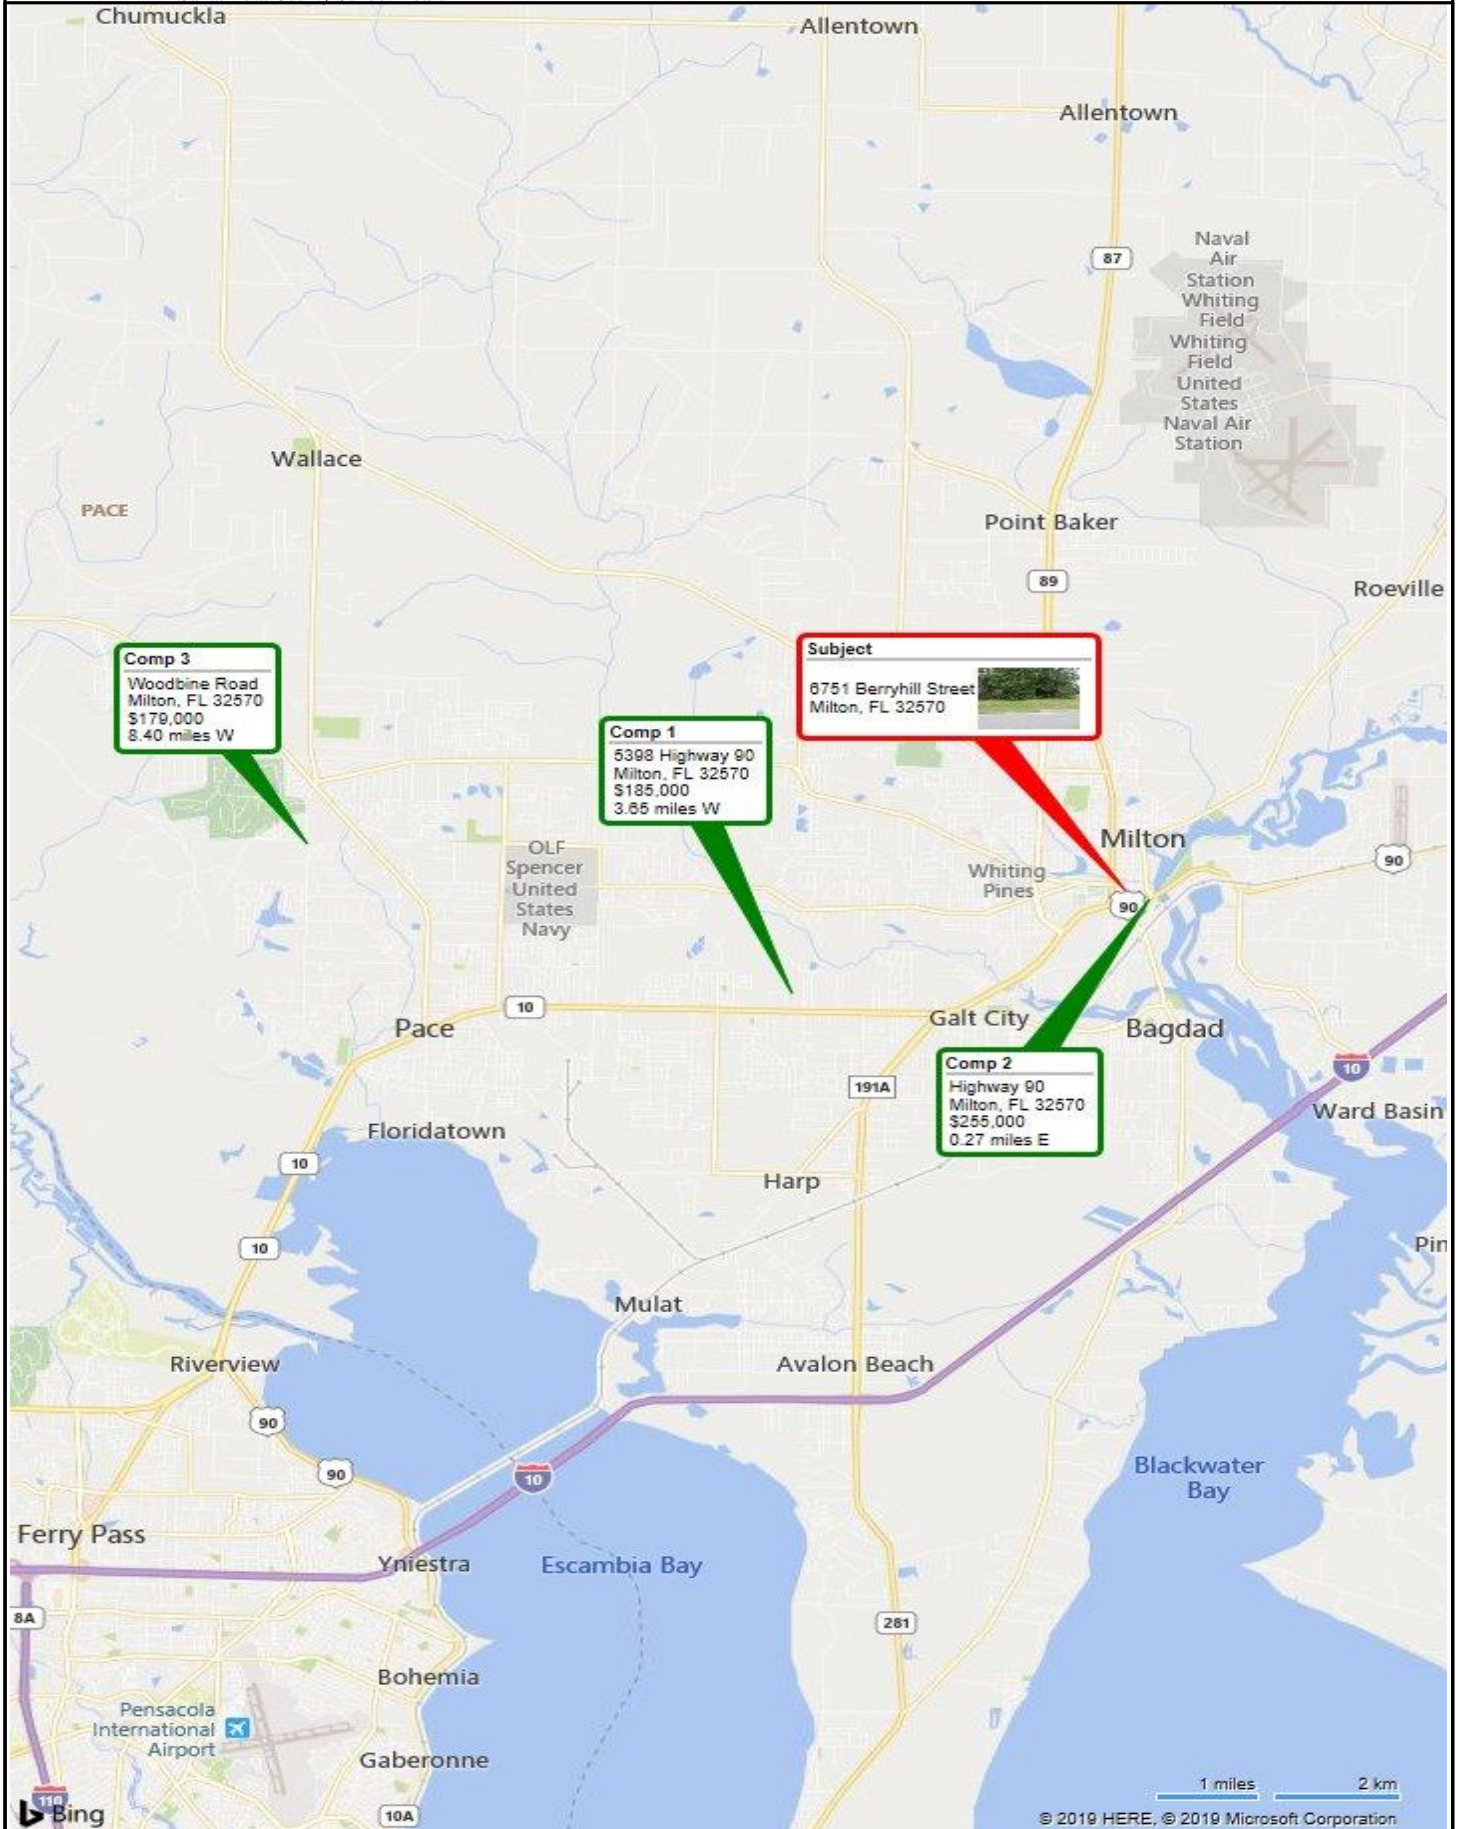 Chumuckla
Allentown
Allentown
87
Naval
Air
Station
Whiting
Field
Whiting
Field
United
States
Naval Air
Station
Wallace
PACE
Point Baker
89
Roeville
Comp 3
Woodbine Road
Milton, FL 32570
$179,000
8.40 miles W
Subject
6751 Berryhill Street
Milton, FL 32570
Comp 1
5398 Highway 90
Milton, FL 32570
$185,000
3.65 miles W
Milton
90
OLF
Spencer
United
States
Navy
Whiting
Pines
90
10
Pace
Galt City
Bagdad
Comp 2
Highway 90
Milton, FL 32570
$255,000
0.27 miles E
191A
10
Ward Basin
Floridatown
10
Harp
10
Pin
Mulat
Riverview
Avalon Beach
90
90
10
Blackwater
Bay
Ferry Pass
Yniestra
Escambia Bay
8A
281
Bohemia
Pensacola
International
Airport
Gaberonne
110
Bing
10A
1 miles
2 km
© 2019 HERE, © 2019 Microsoft Corporation